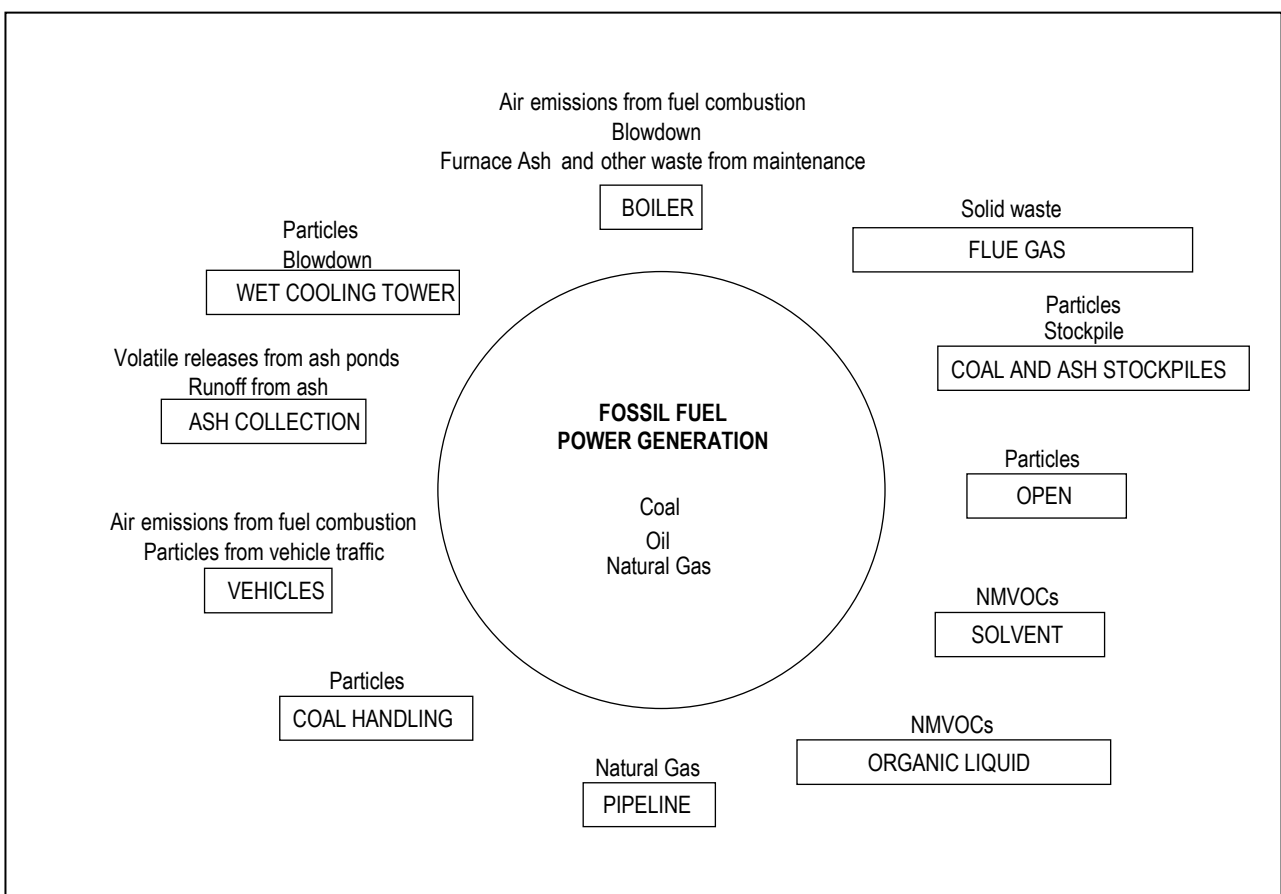 Air emissions from fuel combustion
Blowdown
Furnace Ash and other waste from maintenance
BOILER
Solid waste
FLUE GAS
Particles
Stockpile
COAL AND ASH STOCKPILES
Particles
OPEN
NMVOCs
SOLVENT
NMVOCs
ORGANIC LIQUID
Natural Gas
PIPELINE
Particles
COAL HANDLING
Air emissions from fuel combustion
Particles from vehicle traffic
VEHICLES
Volatile releases from ash ponds
Runoff from ash
ASH COLLECTION
Particles
Blowdown
WET COOLING TOWER
FOSSIL FUEL
POWER GENERATION
Coal
Oil
Natural Gas